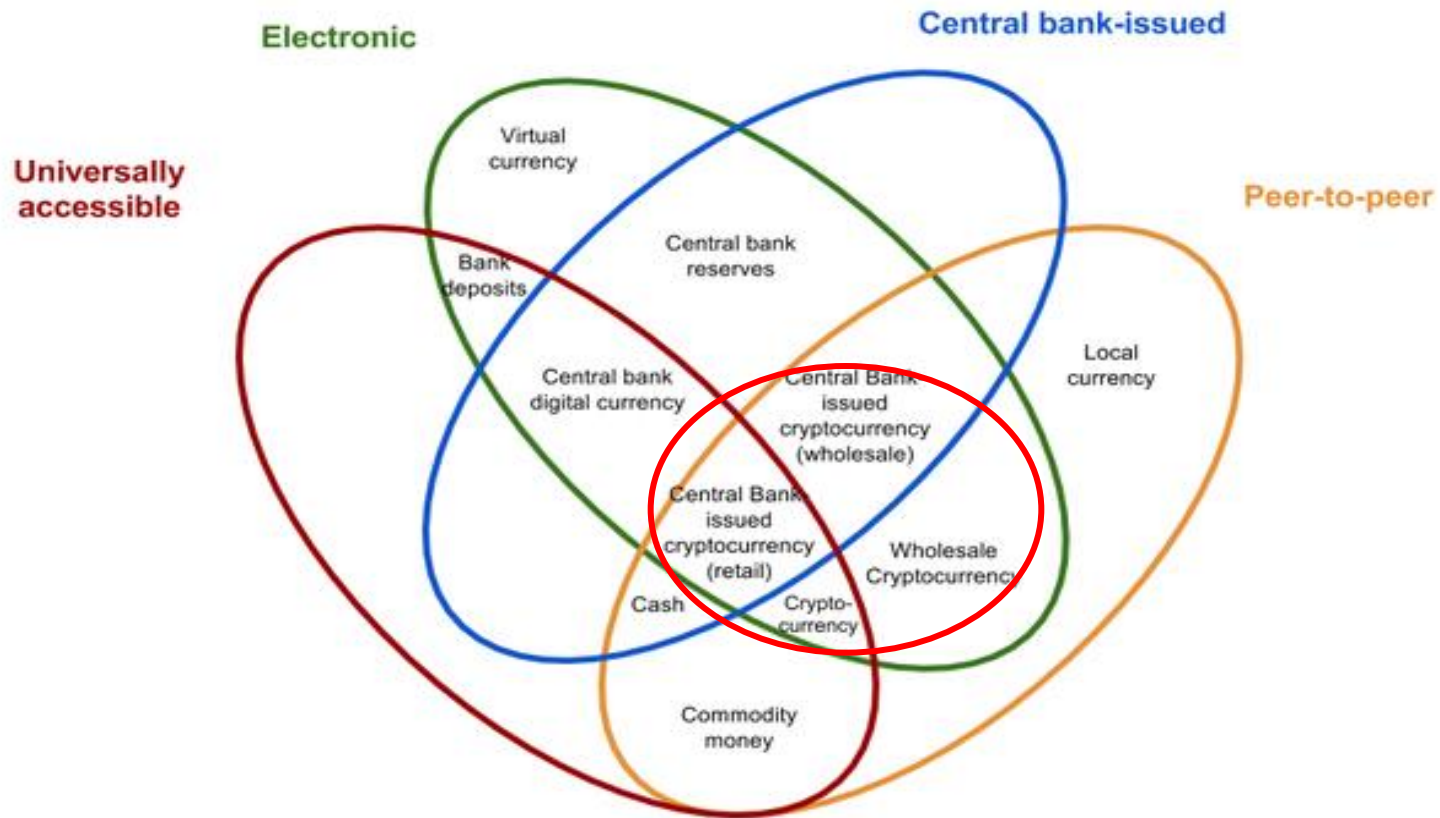 Electronic
Central bank-issued
Universally
accessible
Peer-to-peer
Virtual
currency
Bank
deposits
Central bank
reserves
Local
currency
Central bank
digital currency
Central Bank
issued
cryptocurrency
(wholesale)
Central Bank-
issued
cryptocurrency
(retail)
Wholesale
Cryptocurrency
Cash
Crypto-
currency
Commodity
money